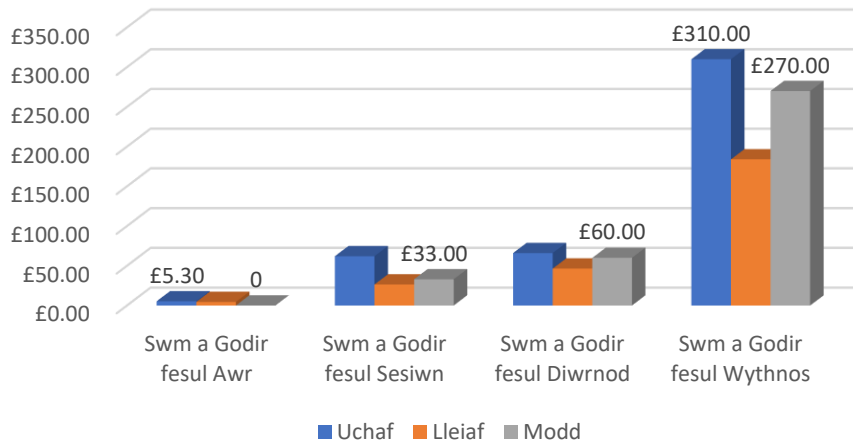 £350.00
£300.00
£250.00
£200.00
£150.00
£100.00
£50.00
£0.00
£5.30
0
£33.00
£60.00
£310.00
£270.00
Swm a Godir
fesul Awr
Swm a Godir
fesul Sesiwn
Swm a Godir
fesul Diwrnod
Swm a Godir
fesul Wythnos
Uchaf Lleiaf Modd